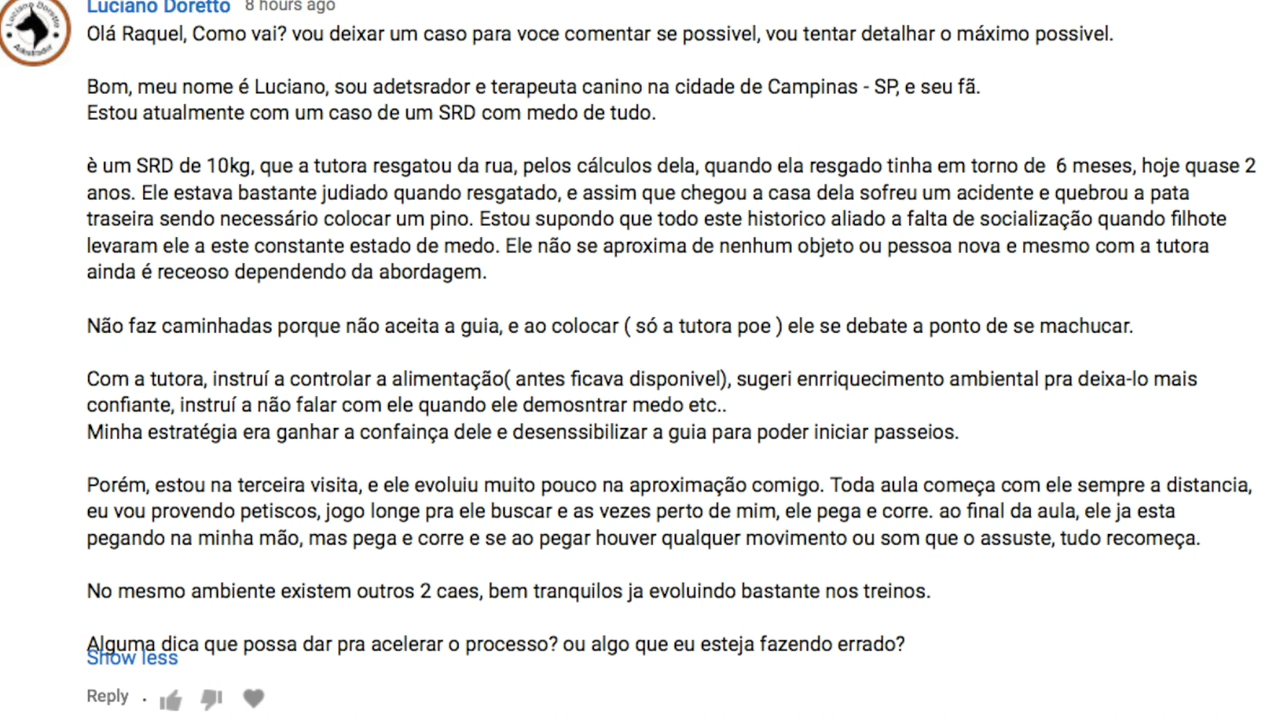 Luciano Doretto 8 hours ago
Luciano Doretto
Adestrador
Olá Raquel, Como vai? vou deixar um caso para voce comentar se possivel, vou tentar detalhar o máximo possivel.
Bom, meu nome é Luciano, sou adetsrador e terapeuta canino na cidade de Campinas - SP, e seu fã.
Estou atualmente com um caso de um SRD com medo de tudo.
è um SRD de 10kg, que a tutora resgatou da rua, pelos cálculos dela, quando ela resgado tinha em torno de 6 meses, hoje quase 2
anos. Ele estava bastante judiado quando resgatado, e assim que chegou a casa dela sofreu um acidente e quebrou a pata
traseira sendo necessário colocar um pino. Estou supondo que todo este historico aliado a falta de socialização quando filhote
levaram ele a este constante estado de medo. Ele não se aproxima de nenhum objeto ou pessoa nova e mesmo com a tutora
ainda é receoso dependendo da abordagem.
Não faz caminhadas porque não aceita a guia, e ao colocar ( só a tutora poe ) ele se debate a ponto de se machucar.
Com a tutora, instruí a controlar a alimentação( antes ficava disponivel), sugeri enrriquecimento ambiental pra deixa-lo mais
confiante, instruí a não falar com ele quando ele demosntrar medo etc..
Minha estratégia era ganhar a confainça dele e desenssibilizar a guia para poder iniciar passeios.
Porém, estou na terceira visita, e ele evoluiu muito pouco na aproximação comigo. Toda aula começa com ele sempre a distancia,
eu vou provendo petiscos, jogo longe pra ele buscar e as vezes perto de mim, ele pega e corre. ao final da aula, ele ja esta
pegando na minha mão, mas pega e corre e se ao pegar houver qualquer movimento ou som que o assuste, tudo recomeça.
No mesmo ambiente existem outros 2 caes, bem tranquilos ja evoluindo bastante nos treinos.
Alguma dica que possa dar pra acelerar o processo? ou algo que eu esteja fazendo errado?
Show less
Reply